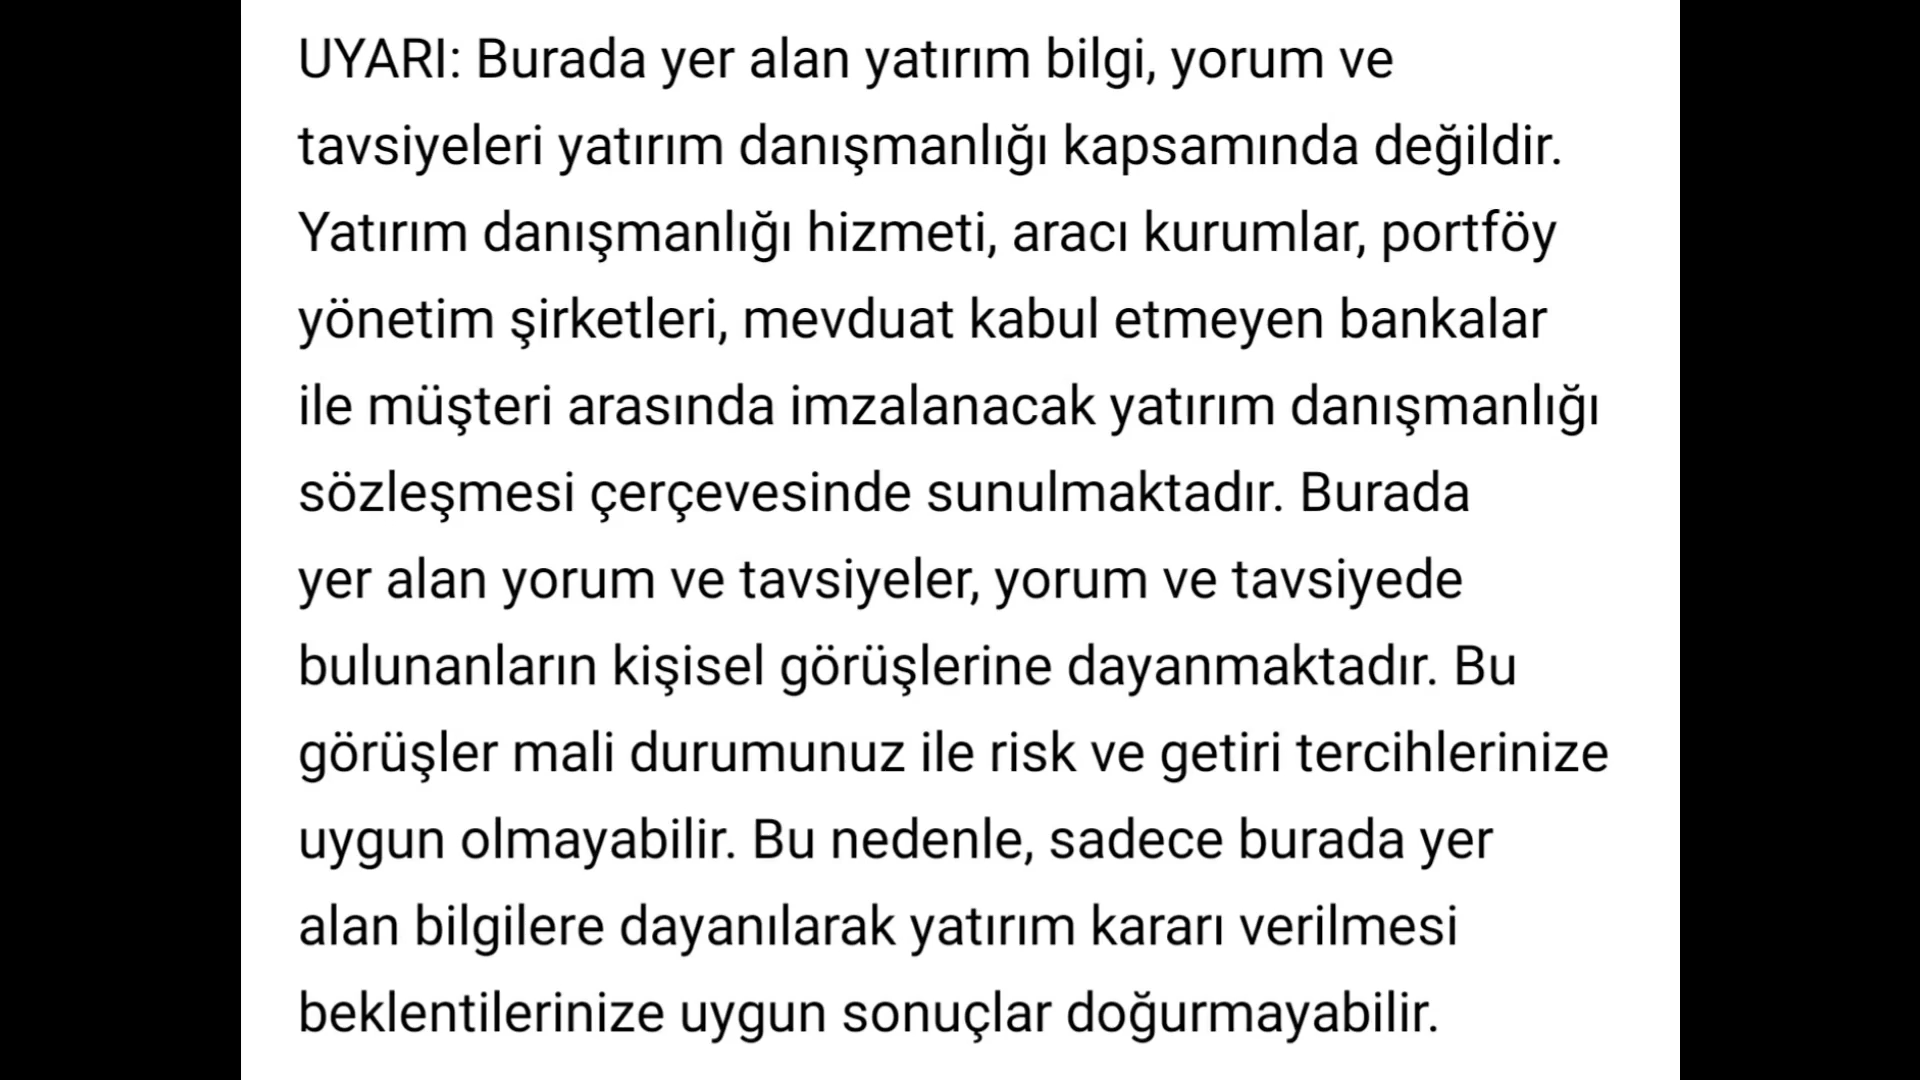 UYARI: Burada yer alan yatırım bilgi, yorum ve
tavsiyeleri yatırım danışmanlığı kapsamında değildir.
Yatırım danışmanlığı hizmeti, aracı kurumlar, portföy
yönetim şirketleri, mevduat kabul etmeyen bankalar
ile müşteri arasında imzalanacak yatırım danışmanlığı
sözleşmesi çerçevesinde sunulmaktadır. Burada
yer alan yorum ve tavsiyeler, yorum ve tavsiyede
bulunanların kişisel görüşlerine dayanmaktadır. Bu
görüşler mali durumunuz ile risk ve getiri tercihlerinize
uygun olmayabilir. Bu nedenle, sadece burada yer
alan bilgilere dayanılarak yatırım kararı verilmesi
beklentilerinize uygun sonuçlar doğurmayabilir.